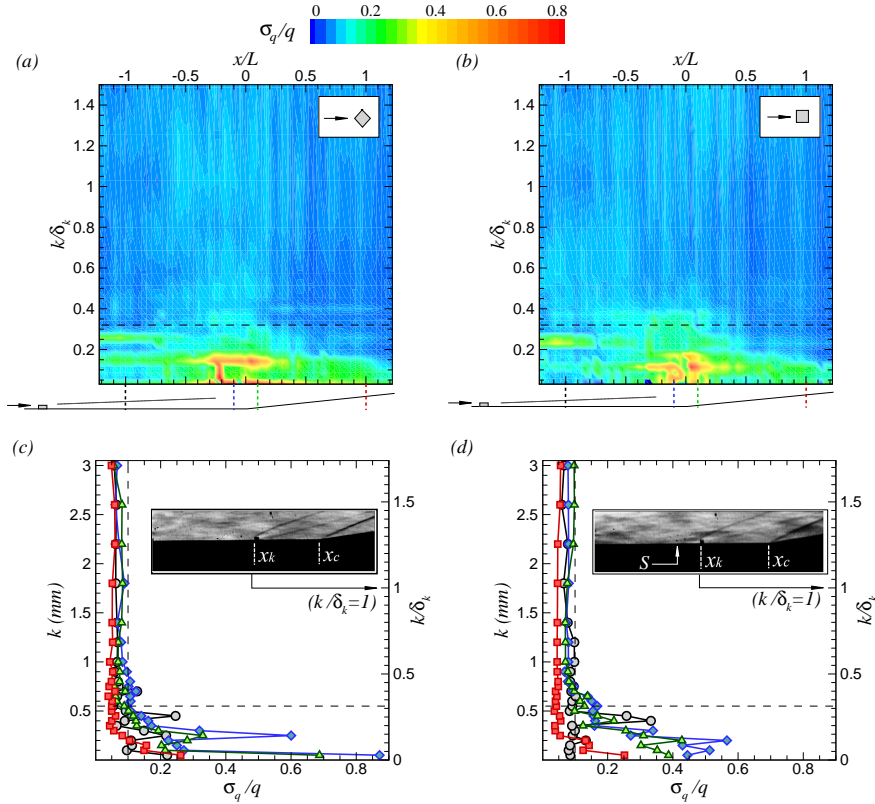 σq/q 0 0.2 0.4 0.6 0.8
(a) x/L
-1 -0.5 0 0.5 1
k/δk
1.4
1.2
1
0.8
0.6
0.4
0.2
(b) x/L
-1 -0.5 0 0.5 1
k/δk
1.4
1.2
1
0.8
0.6
0.4
0.2
(c)
k (mm)
3
2.5
2
1.5
1
0.5
xk xc
(k/δk=1)
k/δk
1.5
1
0.5
0
0.2 0.4 0.6 0.8
σq/q
(d)
k (mm)
3
2.5
2
1.5
1
0.5
S xk xc
(k/δk=1)
k/δk
1.5
1
0.5
0
0.2 0.4 0.6 0.8
σq/q